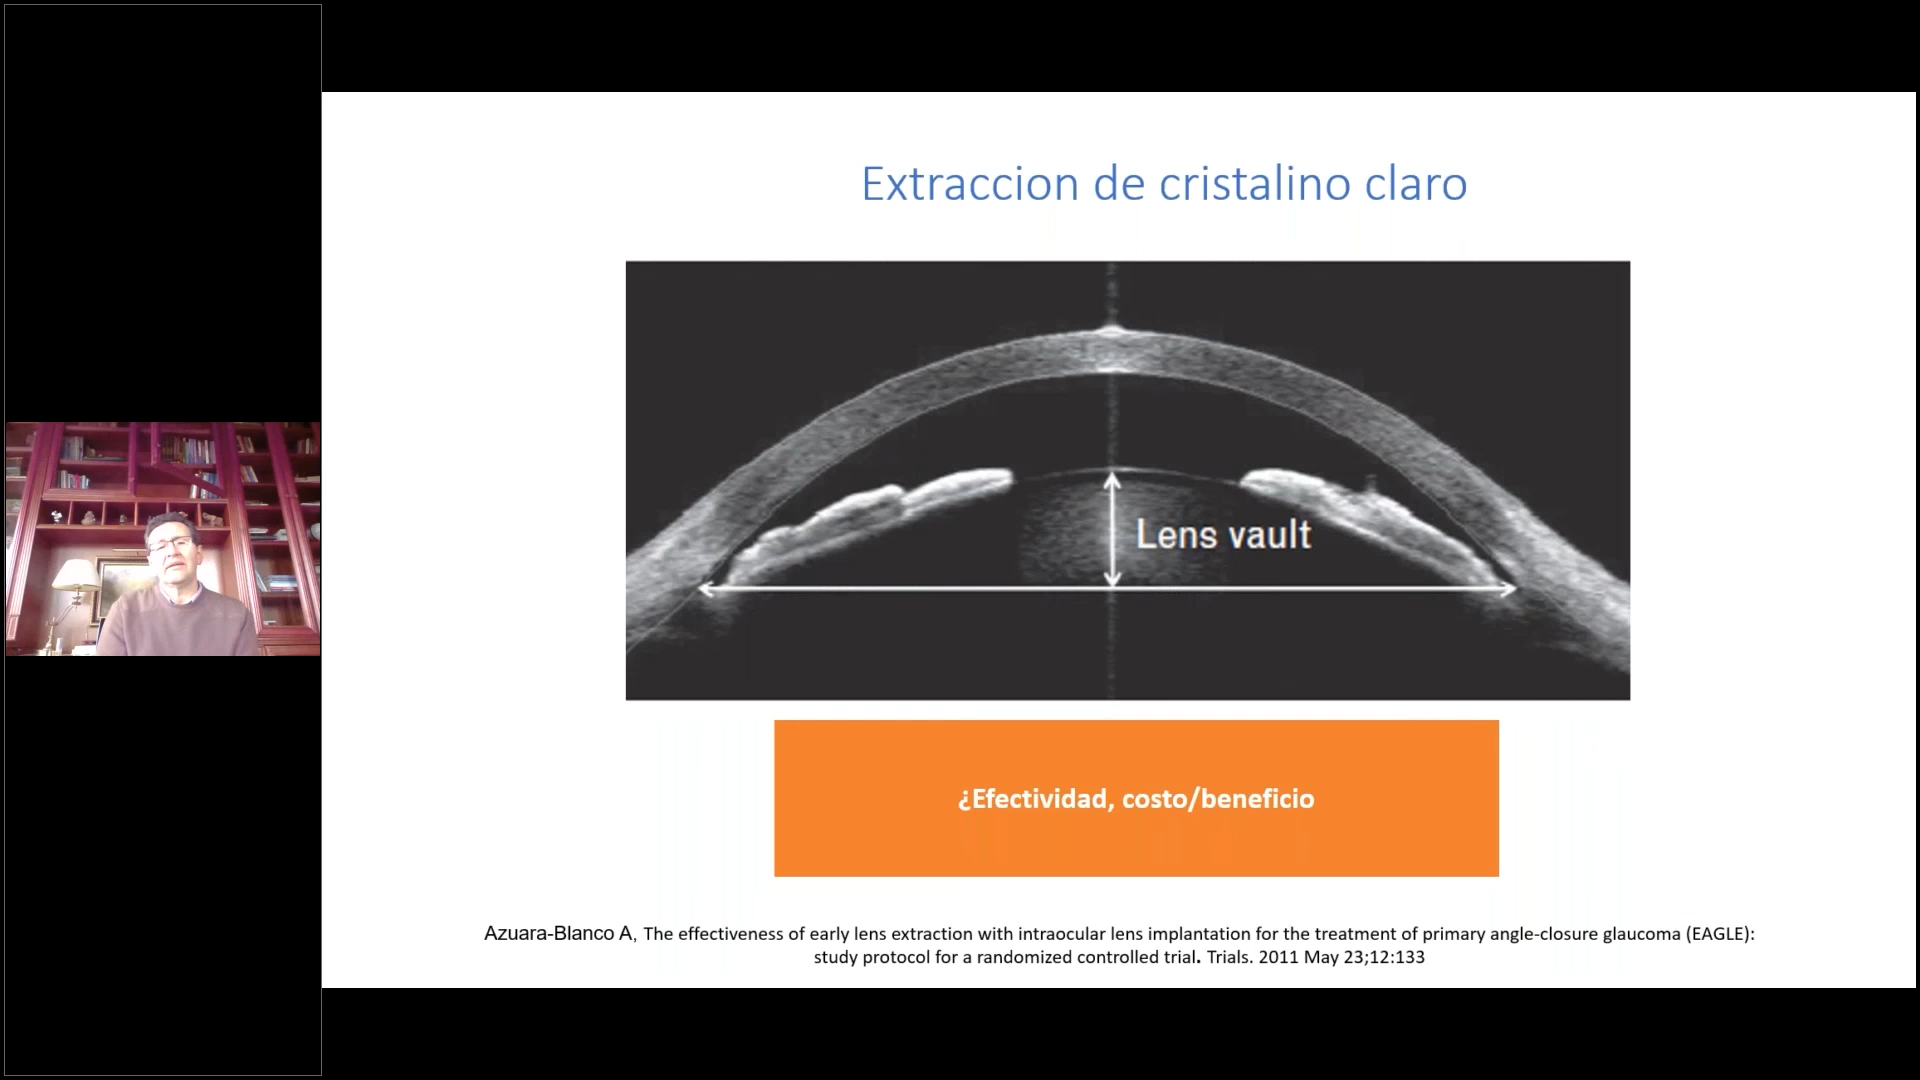 Extraccion de cristalino claro
Lens vault
¿Efectividad, costo/beneficio
Azuara-Blanco A, The effectiveness of early lens extraction with intraocular lens implantation for the treatment of primary angle-closure glaucoma (EAGLE):
study protocol for a randomized controlled trial. Trials. 2011 May 23;12:133